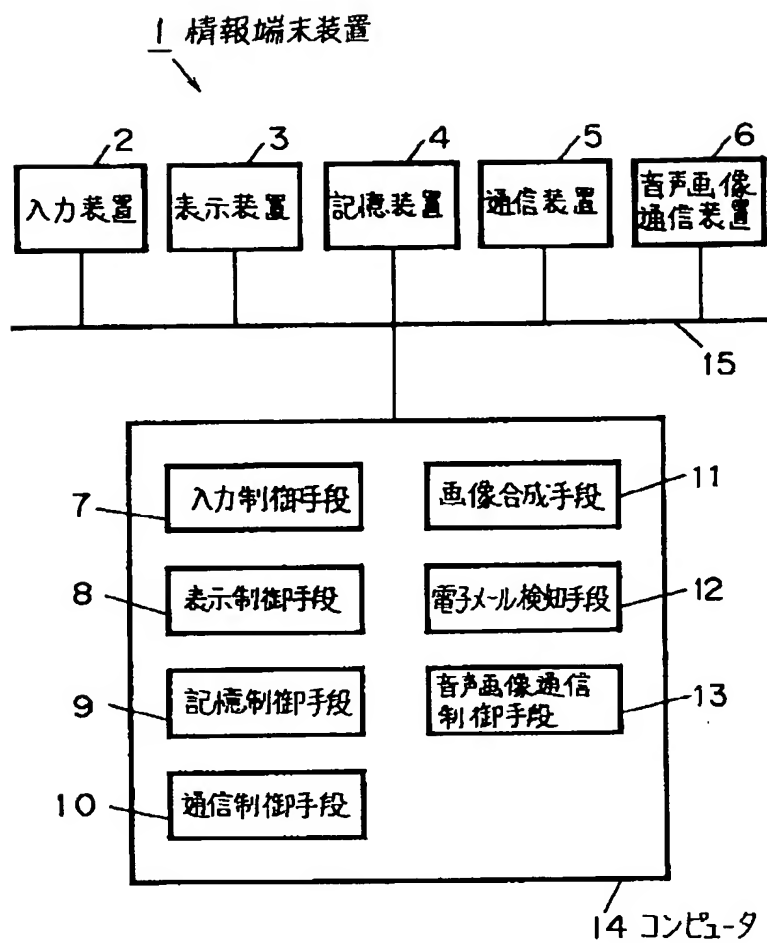 1 情報端末装置
2
3
4
5
6
入力装置
表示装置
記憶装置
通信装置
音声画像
通信装置
15
7
入力制御手段
画像合成手段
11
8
表示制御手段
電子メール検知手段
12
9
記憶制御手段
音声画像通信
制御手段
13
10
通信制御手段
14 コンピュータ